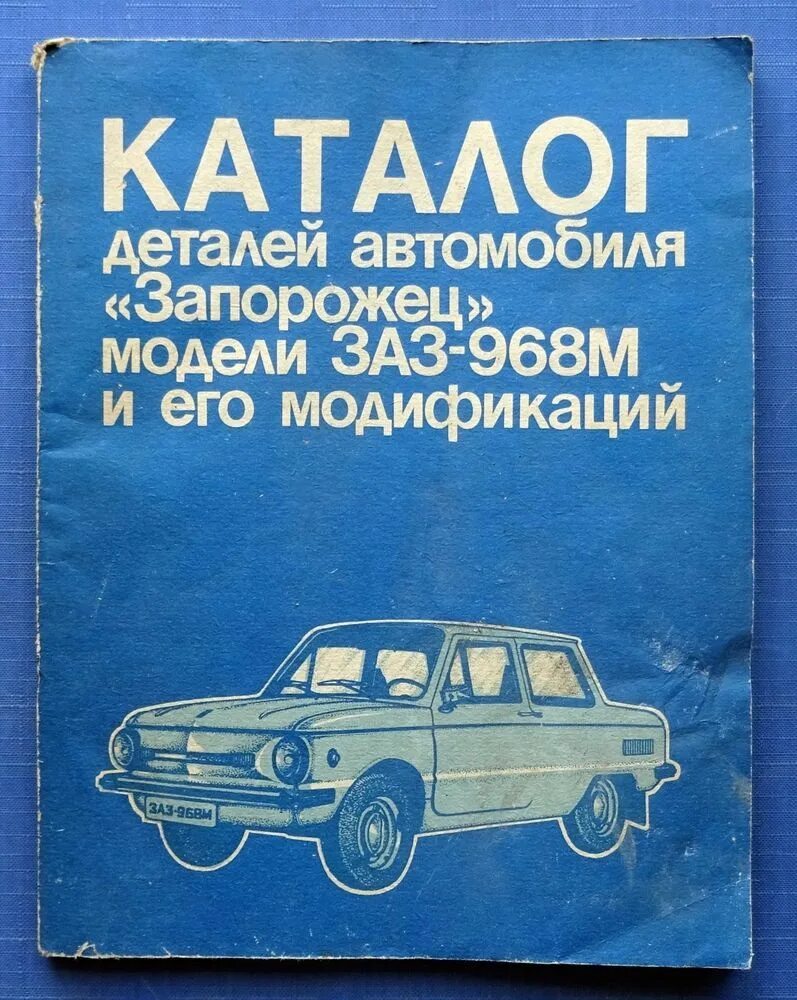 КАТАЛОГ
деталей автомобиля
«Запорожец»
модели ЗАЗ-968М
и его модификаций
ЗАЗ-968М